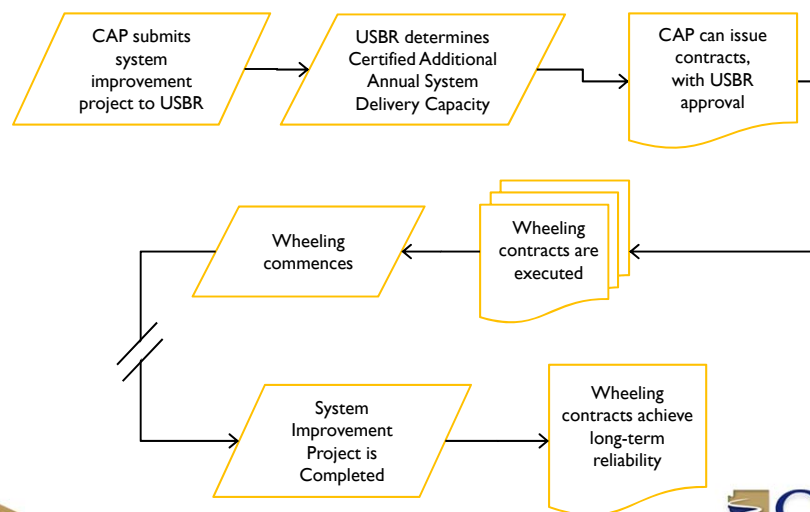 CAP submits
system
improvement
project to USBR
USBR determines
Certified Additional
Annual System
Delivery Capacity
CAP can issue
contracts,
with USBR
approval
Wheeling
commences
Wheeling
contracts are
executed
System
Improvement
Project is
Completed
Wheeling
contracts achieve
long-term
reliability